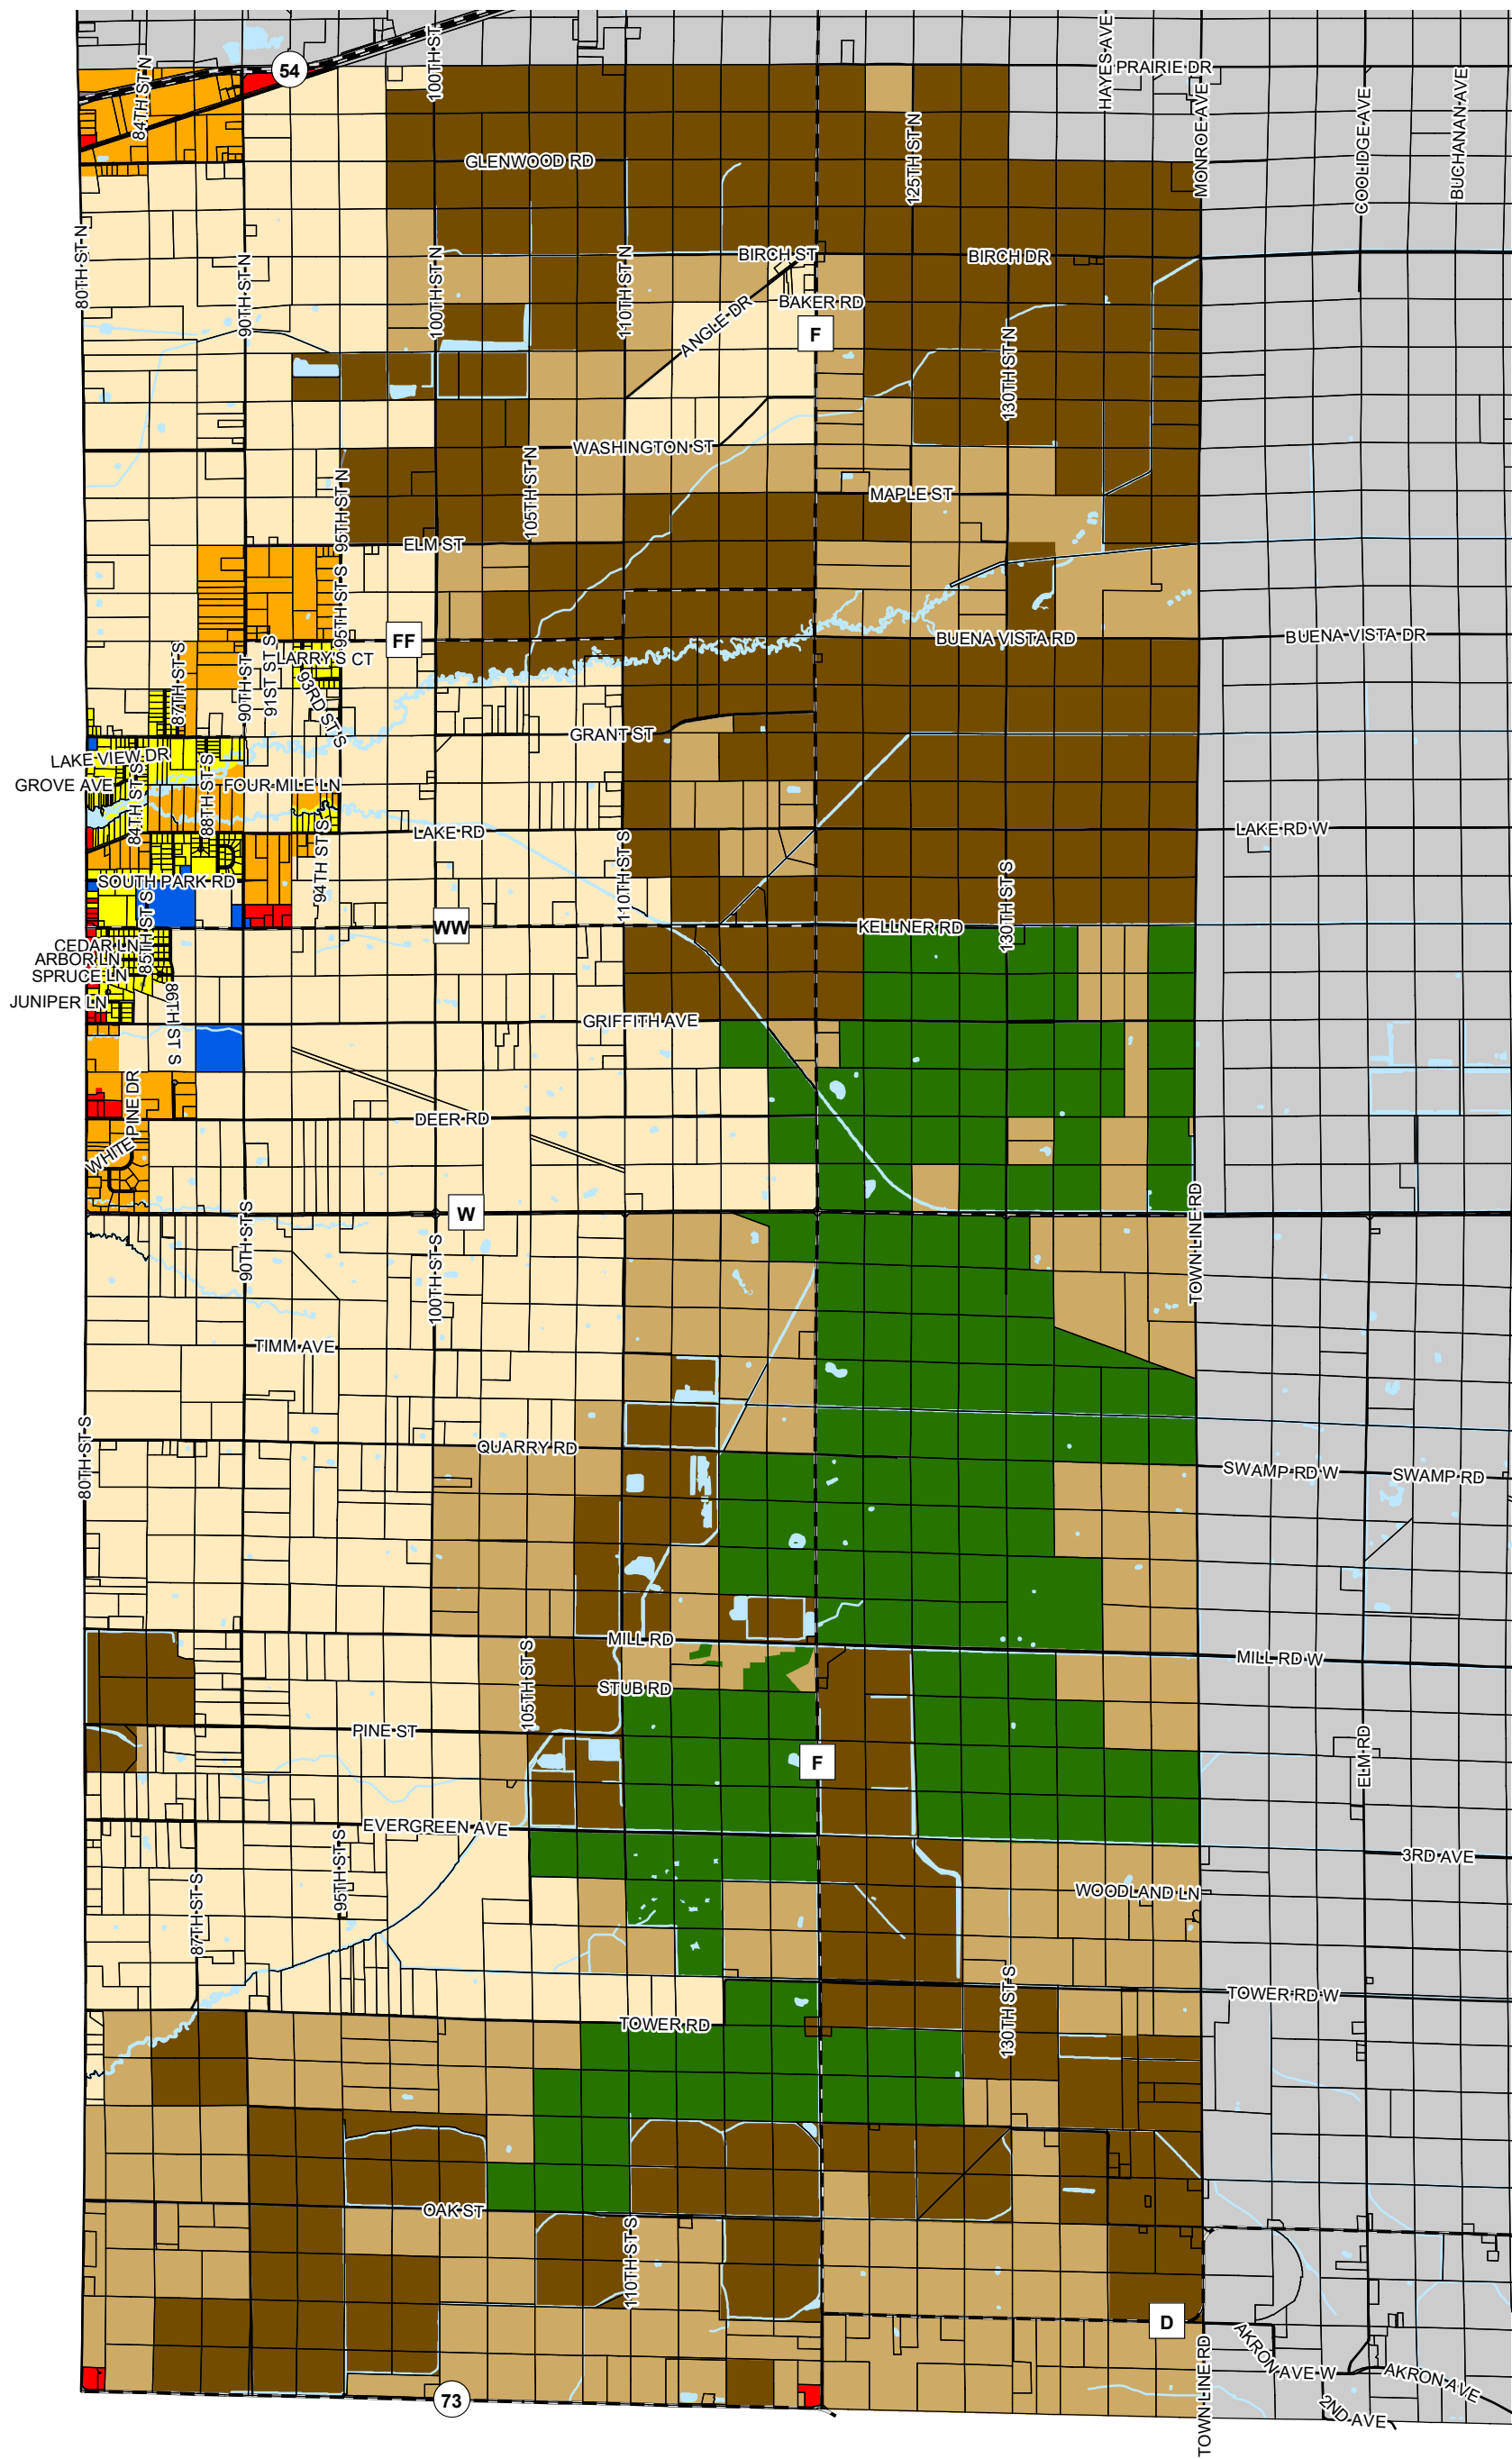 100TH ST
HAYES AVE
PRAIRIE DR
54
84TH ST N
MONROE AVE
COOLIDGE AVE
BUCHANAN AVE
125TH ST N
GLENWOOD RD
80TH ST N
90TH ST N
100TH ST N
110TH ST N
BIRCH ST
BIRCH DR
BAKER RD
ANGLE DR
F
130TH ST N
WASHINGTON ST
105TH ST N
95TH ST N
MAPLE ST
ELM ST
95TH ST S
FF
BUENA VISTA RD
BUENA VISTA DR
LARRY'S CT
87TH ST S
90TH ST
91ST ST S
93RD ST S
GRANT ST
LAKE VIEW DR
GROVE AVE
84TH ST S
88TH ST S
FOUR MILE LN
LAKE RD
LAKE RD W
94TH ST S
110TH ST S
130TH ST S
SOUTH PARK RD
85TH ST S
WW
KELLNER RD
CEDAR LN
ARBOR LN
SPRUCE LN
JUNIPER LN
86TH ST S
GRIFFITH AVE
WHITE PINE DR
DEER RD
W
90TH ST S
100TH ST S
TOWN LINE RD
TIMM AVE
80TH ST S
QUARRY RD
SWAMP RD W
SWAMP RD
MILL RD
MILL RD W
105TH ST S
STUB RD
PINE ST
F
ELM RD
EVERGREEN AVE
3RD AVE
95TH ST S
87TH ST S
WOODLAND LN
130TH ST S
TOWER RD W
TOWER RD
OAK ST
110TH ST S
D
AKRON AVE W
AKRON AVE
TOWN LINE RD
73
2ND AVE